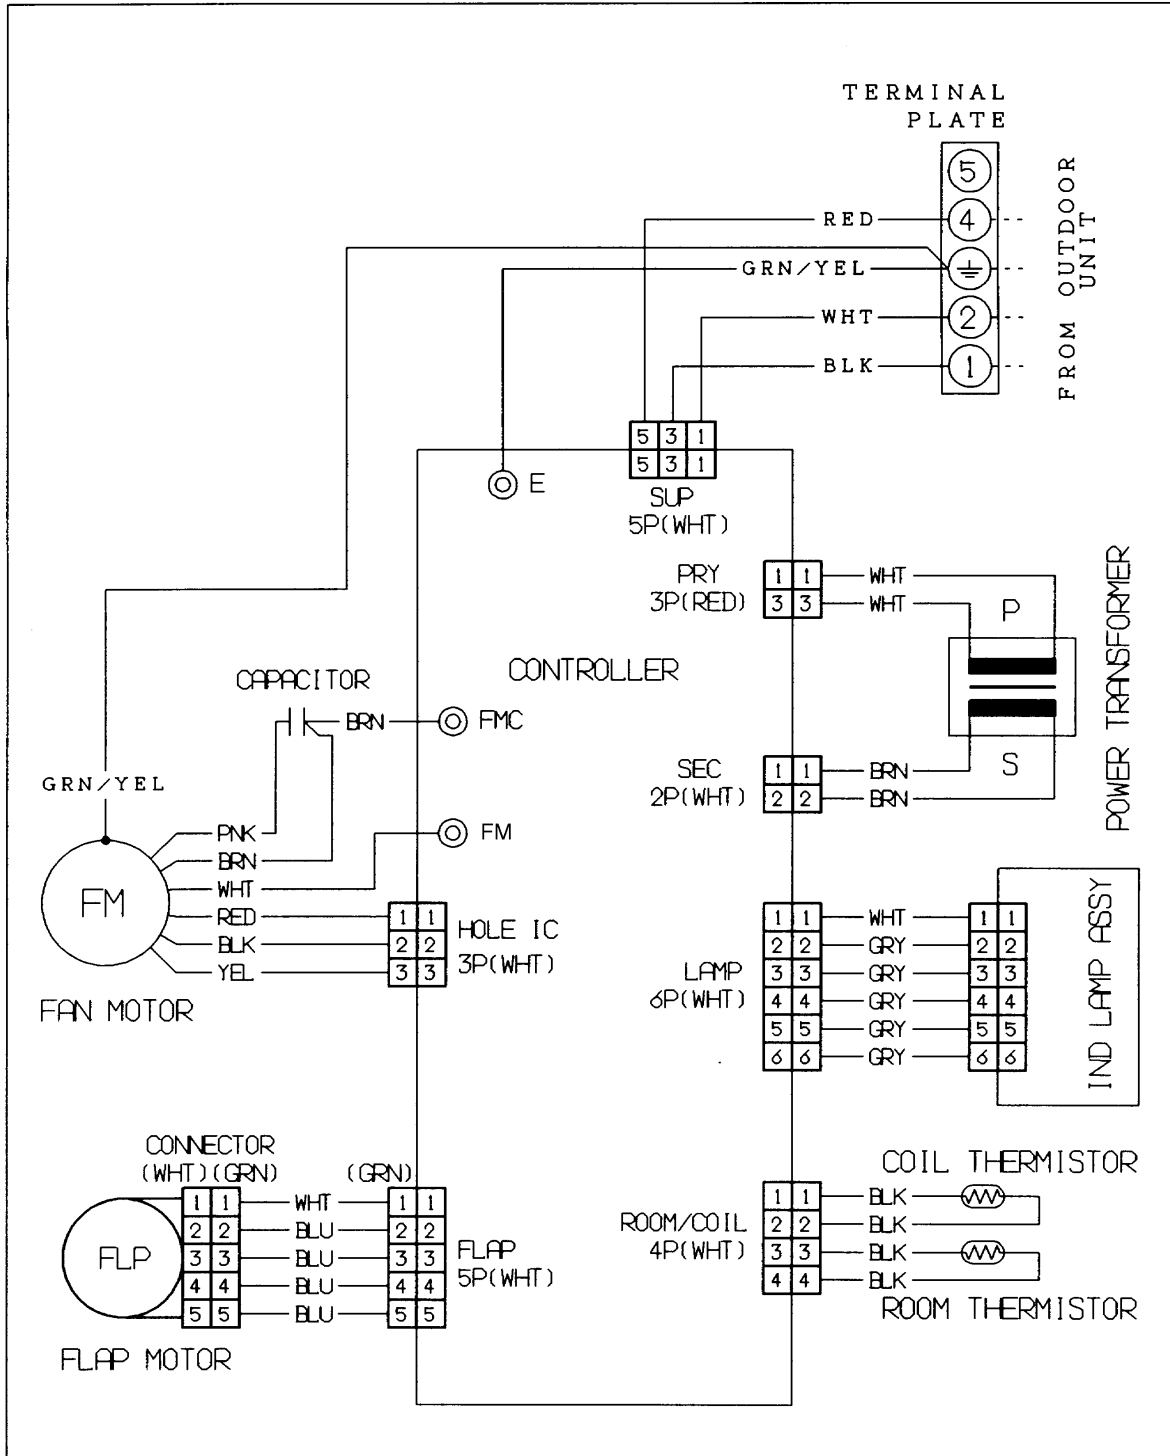 TERMINAL
PLATE
5
RED 4
GRN/YEL
WHT 2
BLK 1
FROM OUTDOOR
UNIT
5 3 1
5 3 1
E
SUP
5P(WHT)
PRY
3P(RED)
1 1 WHT
3 3 WHT
P
S
POWER TRANSFORMER
CONTROLLER
CAPACITOR
BRN FMC
SEC
2P(WHT)
1 1 BRN
2 2 BRN
GRN/YEL
FM
PNK
BRN
WHT
FM
RED 1 1
BLK 2 2
YEL 3 3
HOLE IC
3P(WHT)
FAN MOTOR
LAMP
6P(WHT)
1 1 WHT 1 1
2 2 GRY 2 2
3 3 GRY 3 3
4 4 GRY 4 4
5 5 GRY 5 5
6 6 GRY 6 6
IND LAMP ASSY
CONNECTOR
(WHT)(GRN) (GRN)
FLP
1 1 WHT 1 1
2 2 BLU 2 2
3 3 BLU 3 3
4 4 BLU 4 4
5 5 BLU 5 5
FLAP
5P(WHT)
FLAP MOTOR
COIL THERMISTOR
ROOM/COIL
4P(WHT)
1 1 BLK
2 2 BLK
3 3 BLK
4 4 BLK
ROOM THERMISTOR